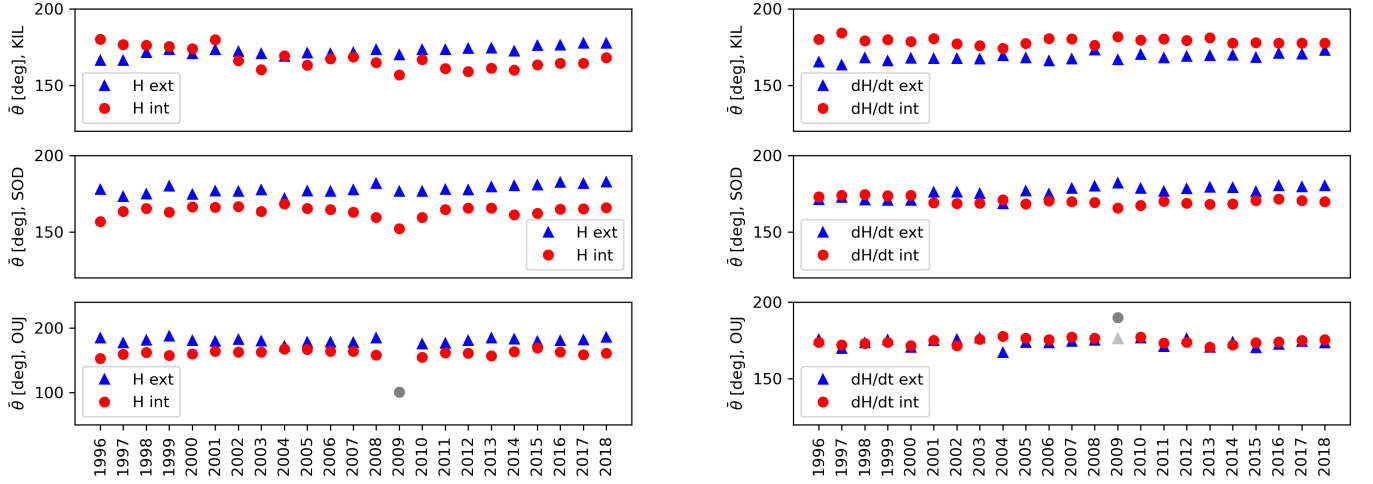 200
150
θ̄ [deg], KIL
H ext
H int
200
150
θ̄ [deg], KIL
dH/dt ext
dH/dt int
200
150
θ̄ [deg], SOD
H ext
H int
200
150
θ̄ [deg], SOD
dH/dt ext
dH/dt int
200
100
θ̄ [deg], OUJ
H ext
H int
1996 1997 1998 1999 2000 2001 2002 2003 2004 2005 2006 2007 2008 2009 2010 2011 2012 2013 2014 2015 2016 2017 2018
200
150
θ̄ [deg], OUJ
dH/dt ext
dH/dt int
1996 1997 1998 1999 2000 2001 2002 2003 2004 2005 2006 2007 2008 2009 2010 2011 2012 2013 2014 2015 2016 2017 2018